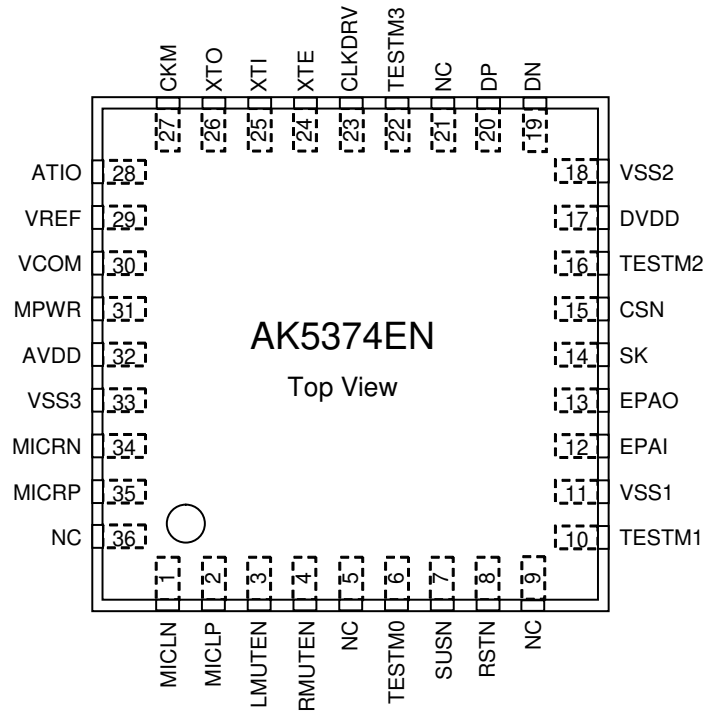 CKM
XTO
XTI
XTE
CLKDRV
TESTM3
NC
DP
DN
27
26
25
24
23
22
21
20
19
ATIO 28
VREF 29
VCOM 30
MPWR 31
AVDD 32
VSS3 33
MICRN 34
MICRP 35
NC 36
AK5374EN
Top View
18 VSS2
17 DVDD
16 TESTM2
15 CSN
14 SK
13 EPAO
12 EPAI
11 VSS1
10 TESTM1
1
2
3
4
5
6
7
8
9
MICLN
MICLP
LMUTEN
RMUTEN
NC
TESTM0
SUSN
RSTN
NC